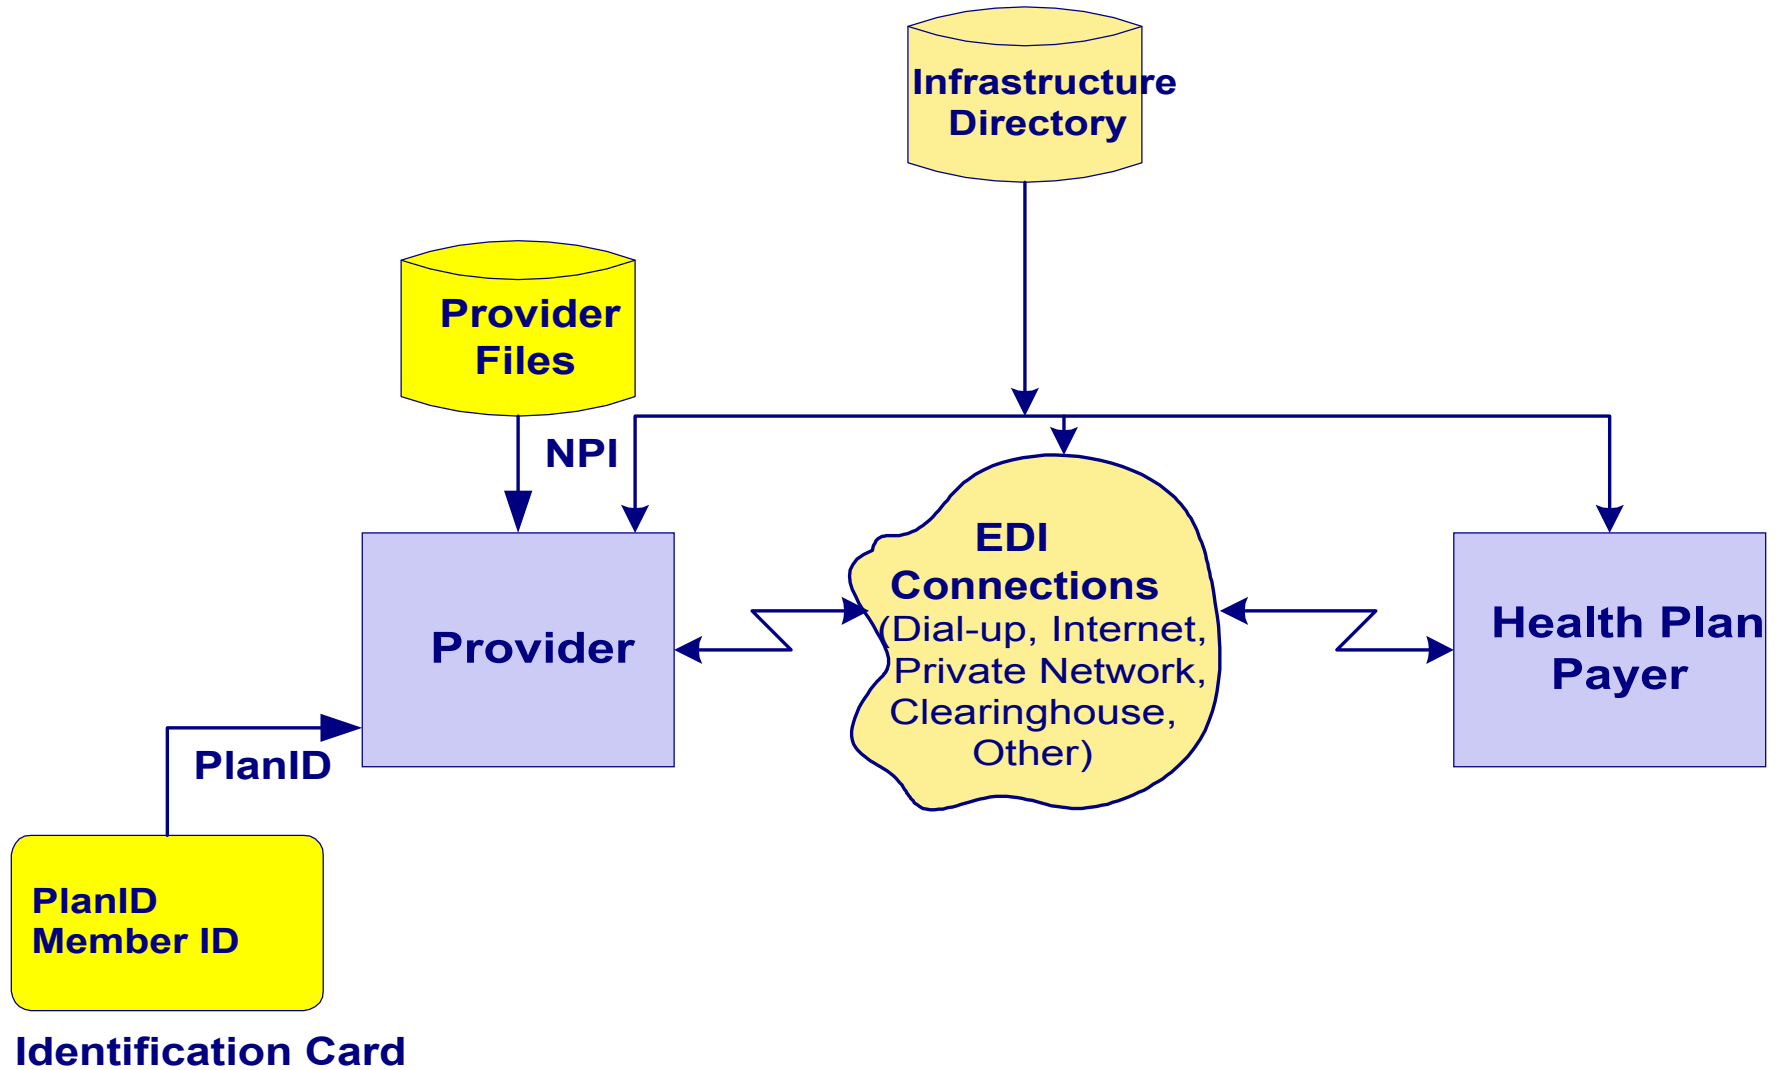 Infrastructure
Directory
Provider
Files
NPI
EDI
Connections
(Dial-up, Internet,
Private Network,
Clearinghouse,
Other)
Provider
Health Plan
Payer
PlanID
PlanID
Member ID
Identification Card